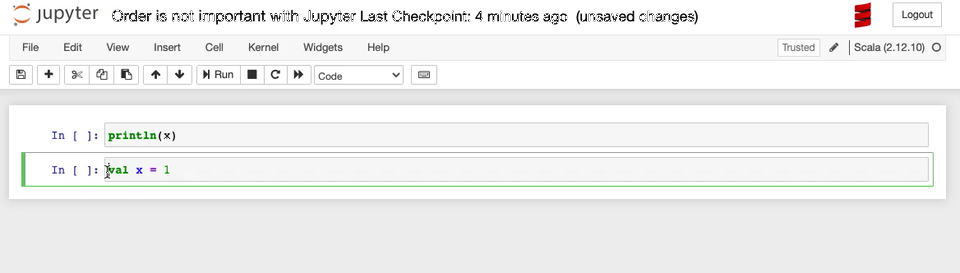 jupyter Order is not important with Jupyter Last Checkpoint: 4 minutes ago (unsaved changes) Logout
File Edit View Insert Cell Kernel Widgets Help Trusted Scala (2.12.10)
Run Code
In [ ]: println(x)
In [ ]: val x = 1